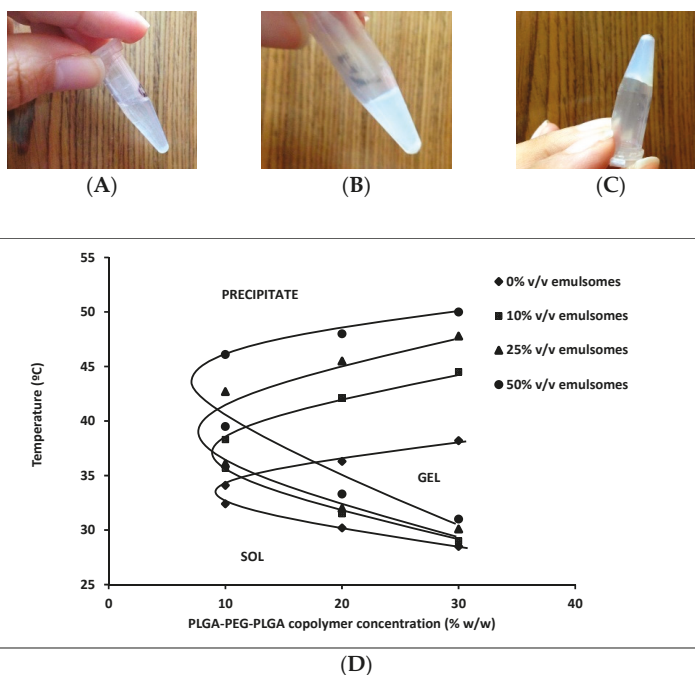 (A)
(B)
(C)
55
50
45
40
35
30
25
0
10
20
30
40
Temperature (ºC)
PLGA-PEG-PLGA copolymer concentration (% w/w)
PRECIPITATE
GEL
SOL
0% v/v emulsomes
10% v/v emulsomes
25% v/v emulsomes
50% v/v emulsomes
(D)